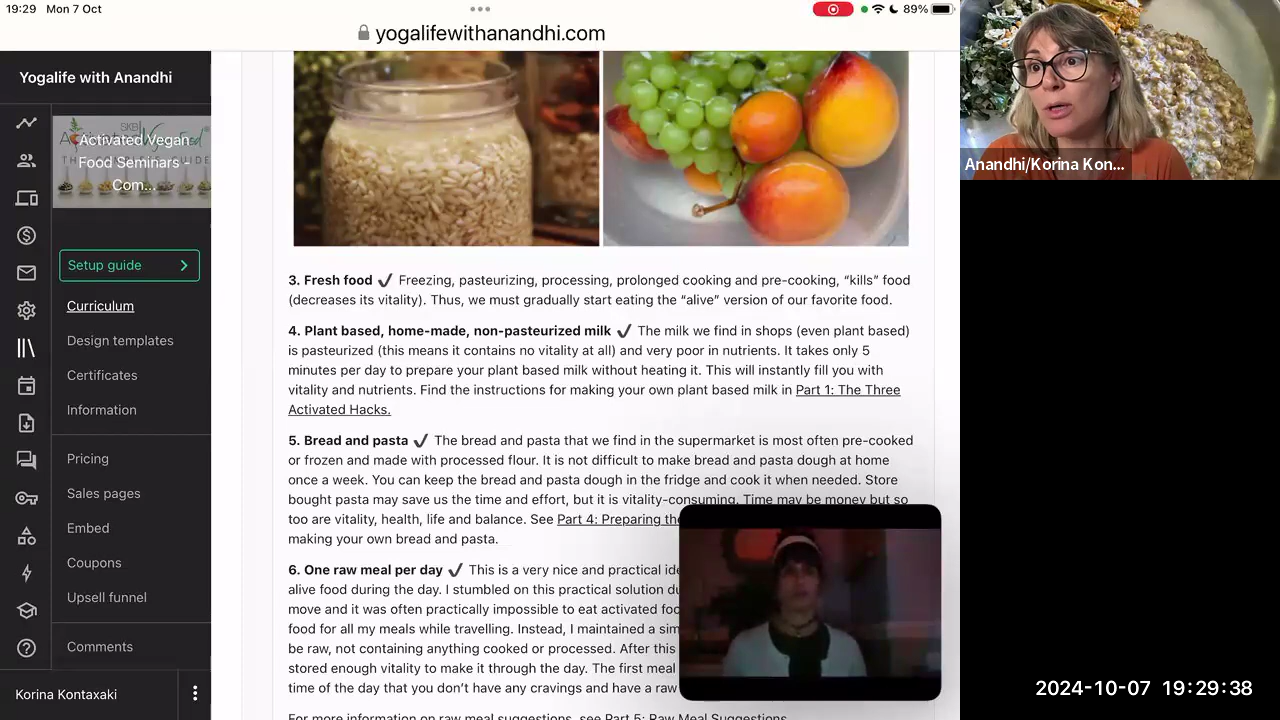 19:29 Mon 7 Oct
89%
yogalifewithanandhi.com
Yogalife with Anandhi
Activated Vegan
Food Seminars -
Com...
Setup guide
Curriculum
Design templates
Certificates
Information
Pricing
Sales pages
Embed
Coupons
Upsell funnel
Comments
Korina Kontaxaki
3. Fresh food ✔ Freezing, pasteurizing, processing, prolonged cooking and pre-cooking, “kills” food
(decreases its vitality). Thus, we must gradually start eating the “alive” version of our favorite food.
4. Plant based, home-made, non-pasteurized milk ✔ The milk we find in shops (even plant based)
is pasteurized (this means it contains no vitality at all) and very poor in nutrients. It takes only 5
minutes per day to prepare your plant based milk without heating it. This will instantly fill you with
vitality and nutrients. Find the instructions for making your own plant based milk in Part 1: The Three
Activated Hacks.
5. Bread and pasta ✔ The bread and pasta that we find in the supermarket is most often pre-cooked
or frozen and made with processed flour. It is not difficult to make bread and pasta dough at home
once a week. You can keep the bread and pasta dough in the fridge and cook it when needed. Store
bought pasta may save us the time and effort, but it is vitality-consuming. Time may be money but so
too are vitality, health, life and balance. See Part 4: Preparing the
making your own bread and pasta.
6. One raw meal per day ✔ This is a very nice and practical
alive food during the day. I stumbled on this practical solution
move and it was often practically impossible to eat activated
food for all my meals while travelling. Instead, I maintained a
be raw, not containing anything cooked or processed. After this
stored enough vitality to make it through the day. The first meal
time of the day that you don’t have any cravings and have a raw
For more information on raw meal suggestions, see Part 5: Raw Meal Suggestions
Anandhi/Korina Kon...
2024-10-07 19:29:38